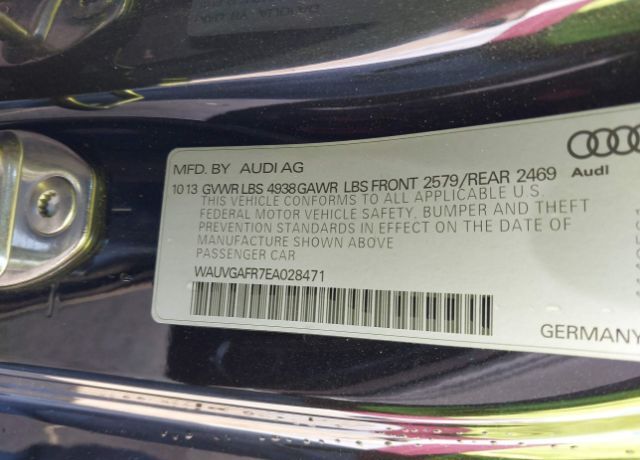 MFD. BY AUDI AG
Audi
1013 GVWR LBS 4938 GAWR LBS FRONT 2579/REAR 2469
THIS VEHICLE CONFORMS TO ALL APPLICABLE U.S.
FEDERAL MOTOR VEHICLE SAFETY, BUMPER AND THEFT
PREVENTION STANDARDS IN EFFECT ON THE DATE OF
MANUFACTURE SHOWN ABOVE
PASSENGER CAR
WAUVGAFR7EA028471
GERMANY